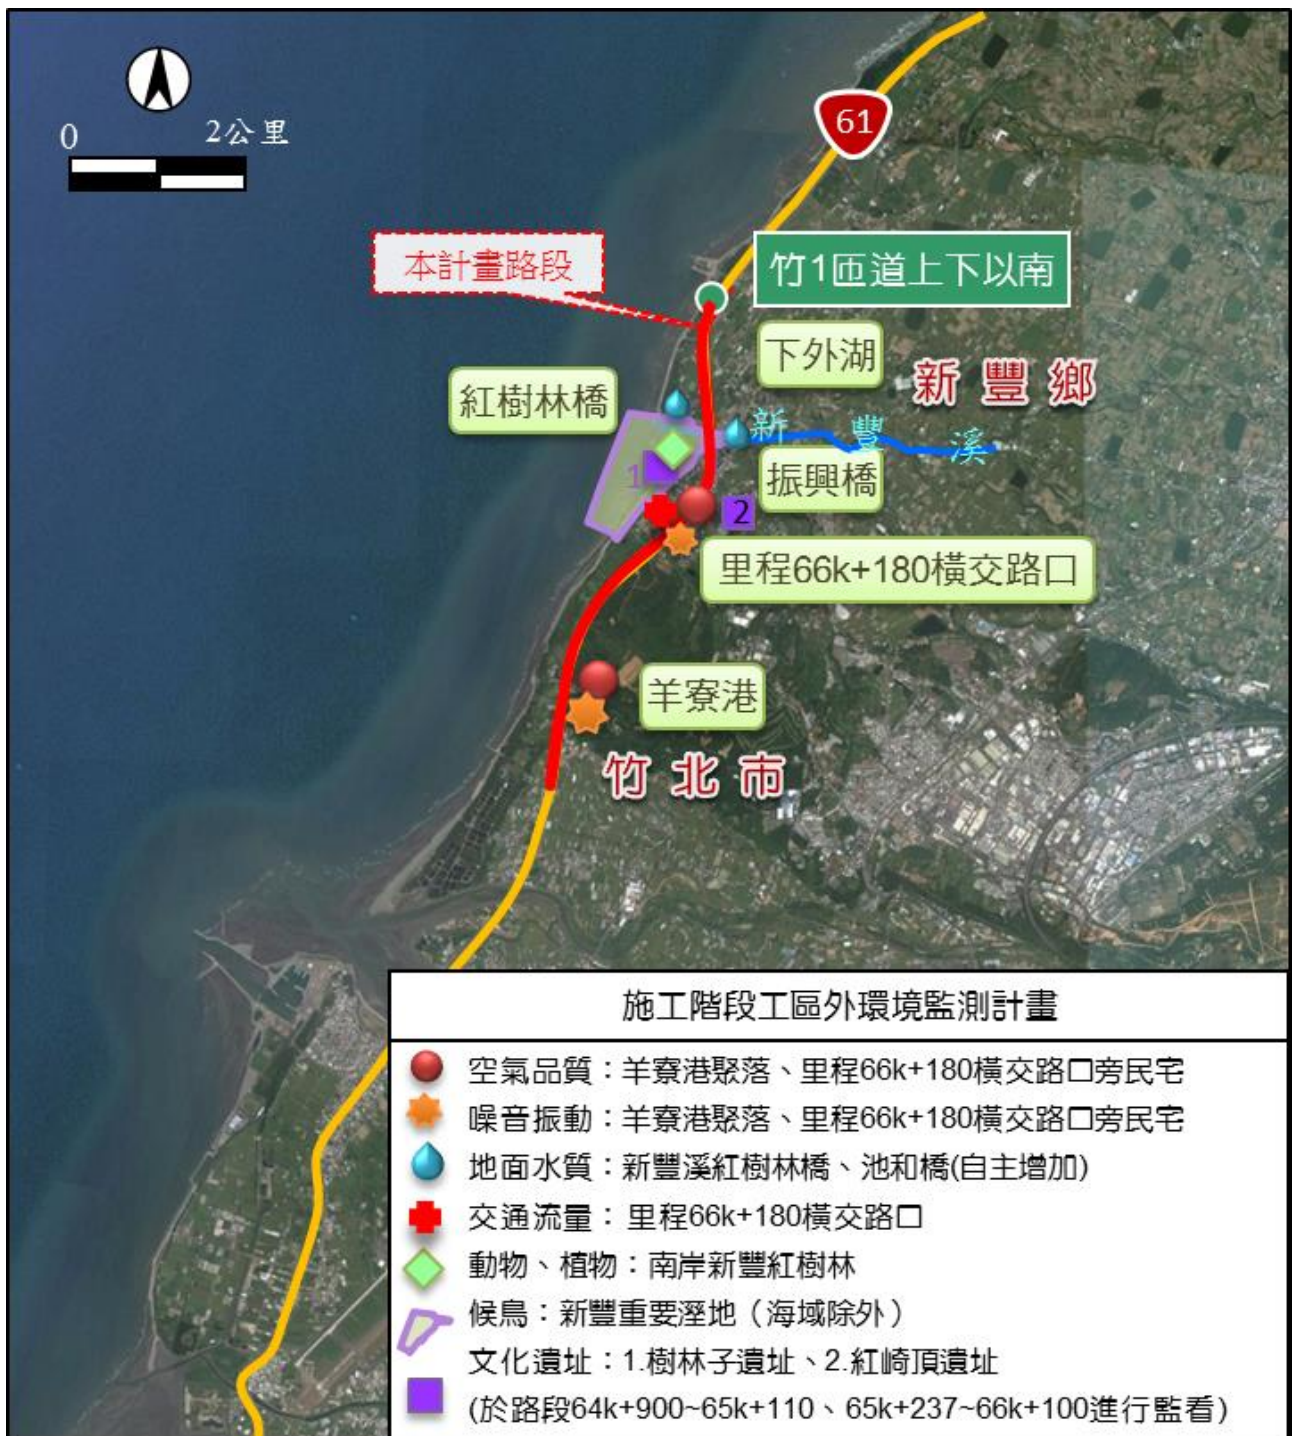 0 2公里
61
本計畫路段
竹1匝道上下以南
下外湖
新豐鄉
紅樹林橋
新豐溪
振興橋
1
2
里程66k+180橫交路口
羊寮港
竹北市
施工階段工區外環境監測計畫
空氣品質：羊寮港聚落、里程66k+180橫交路口旁民宅
噪音振動：羊寮港聚落、里程66k+180橫交路口旁民宅
地面水質：新豐溪紅樹林橋、池和橋(自主增加)
交通流量：里程66k+180橫交路口
動物、植物：南岸新豐紅樹林
候鳥：新豐重要溼地（海域除外）
文化遺址：1.樹林子遺址、2.紅崎頂遺址
(於路段64k+900~65k+110、65k+237~66k+100進行監看)